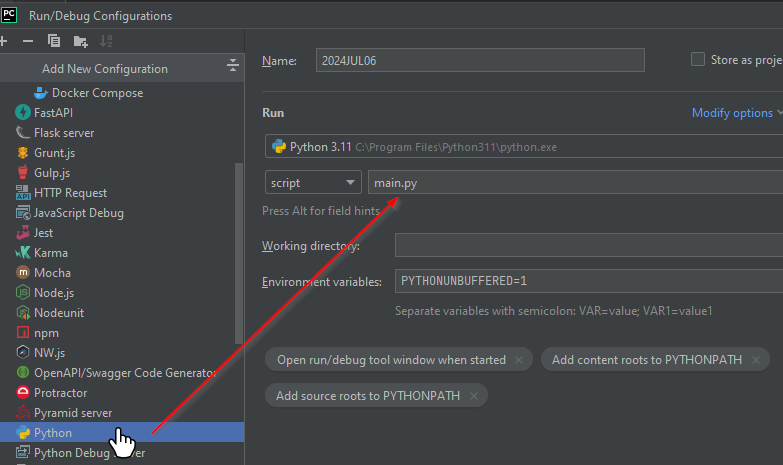 PC Run/Debug Configurations
Add New Configuration
Docker Compose
FastAPI
Flask server
Grunt.js
Gulp.js
API HTTP Request
JavaScript Debug
Jest
Karma
m Mocha
Node.js
Nodeunit
npm
NW.js
OpenAPI/Swagger Code Generator
Protractor
Pyramid server
Python
Python Debug Server
Name: 2024JUL06 Store as proje
Run Modify options
Python 3.11 C:\Program Files\Python311\python.exe
script main.py
Press Alt for field hints
Working directory:
Environment variables: PYTHONUNBUFFERED=1
Separate variables with semicolon: VAR=value; VAR1=value1
Open run/debug tool window when started × Add content roots to PYTHONPATH ×
Add source roots to PYTHONPATH ×